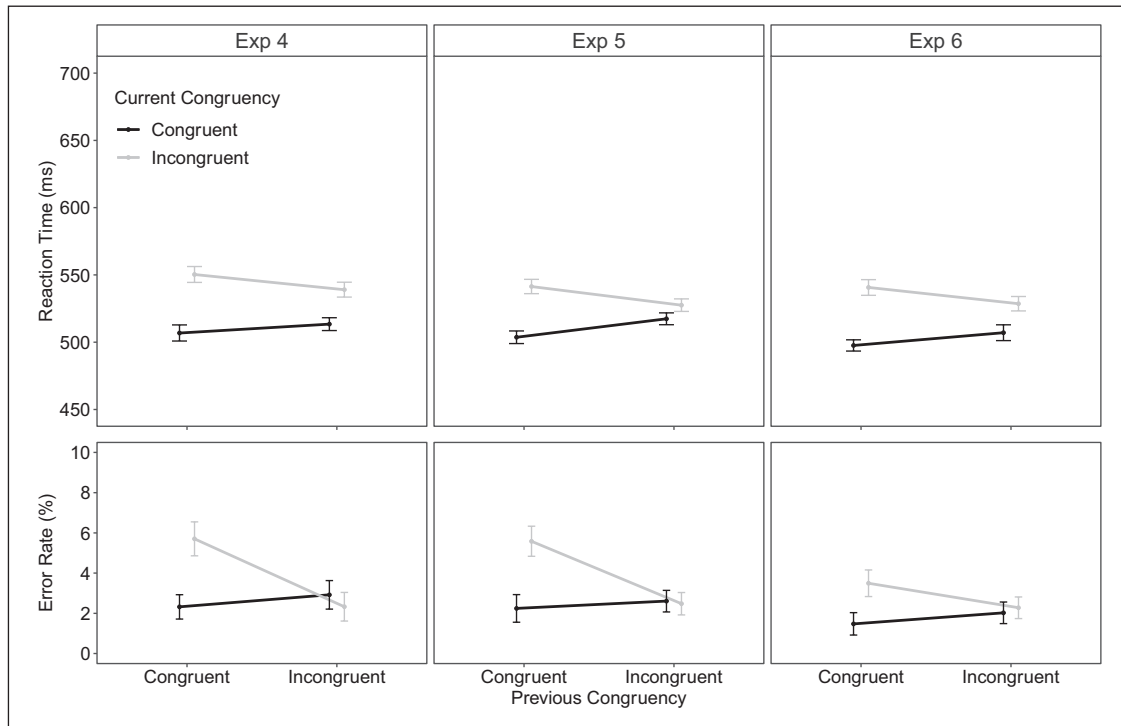 Exp 4 Exp 5 Exp 6
Reaction Time (ms)
700
650
600
550
500
450
Current Congruency
Congruent
Incongruent
Error Rate (%)
10
8
6
4
2
0
Congruent Incongruent Congruent Incongruent Congruent Incongruent
Previous Congruency